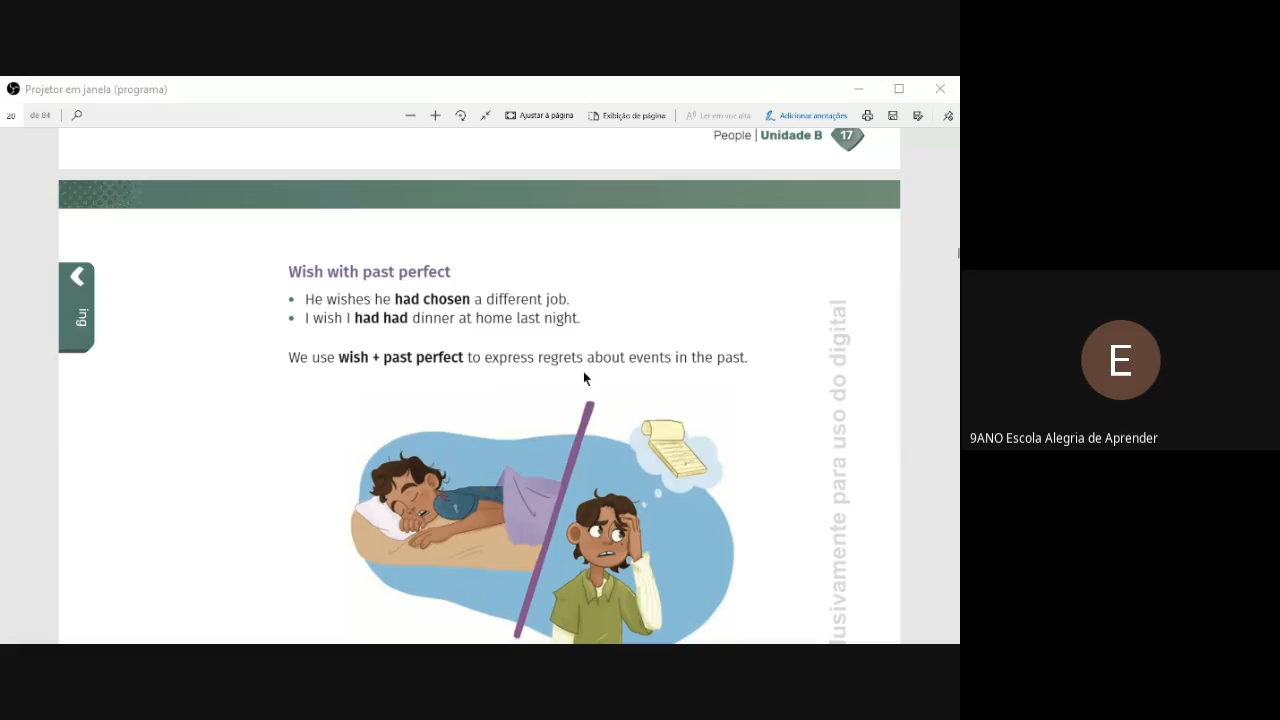 Projetor em janela (programa)
20 de 84
Ajustar à página
Exibição de página
Ler em voz alta
Adicionar anotações
People | Unidade B 17
Wish with past perfect
• He wishes he had chosen a different job.
• I wish I had had dinner at home last night.
We use wish + past perfect to express regrets about events in the past.
ing
lusivamente para uso do digital
E
9ANO Escola Alegria de Aprender